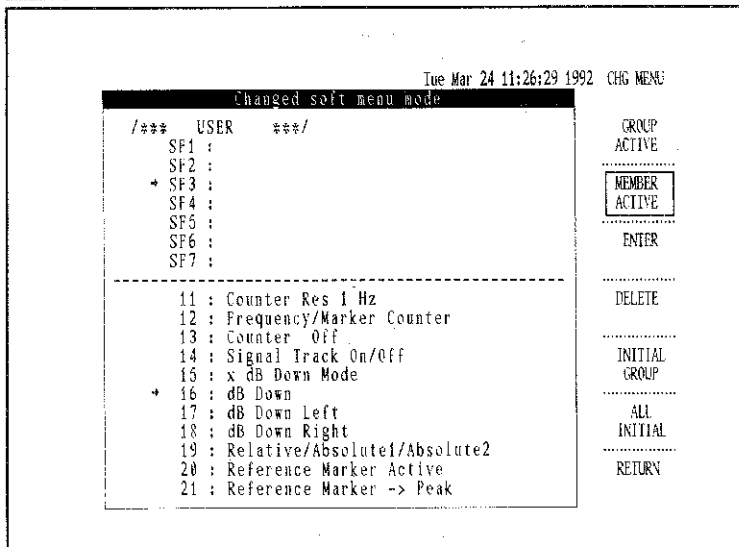 Tue Mar 24 11:26:29 1992 CHG MENU
Changed soft menu mode
/*** USER ***/
SF1 :
SF2 :
→ SF3 :
SF4 :
SF5 :
SF6 :
SF7 :
11 : Counter Res 1 Hz
12 : Frequency/Marker Counter
13 : Counter Off
14 : Signal Track On/Off
15 : x dB Down Mode
→ 16 : dB Down
17 : dB Down Left
18 : dB Down Right
19 : Relative/Absolute1/Absolute2
20 : Reference Marker Active
21 : Reference Marker -> Peak
GROUP
ACTIVE
MEMBER
ACTIVE
ENTER
DELETE
INITIAL
GROUP
ALL
INITIAL
RETURN